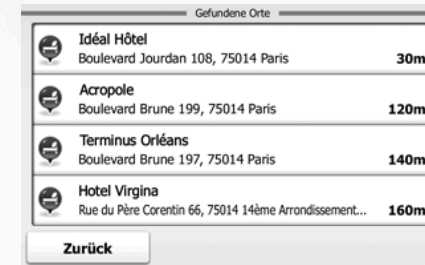 Gefundene Orte
Idéal Hôtel
Boulevard Jourdan 108, 75014 Paris 30m
Acropole
Boulevard Brune 199, 75014 Paris 120m
Terminus Orléans
Boulevard Brune 197, 75014 Paris 140m
Hotel Virgina
Rue du Père Corentin 66, 75014 14ème Arrondissement... 160m
Zurück